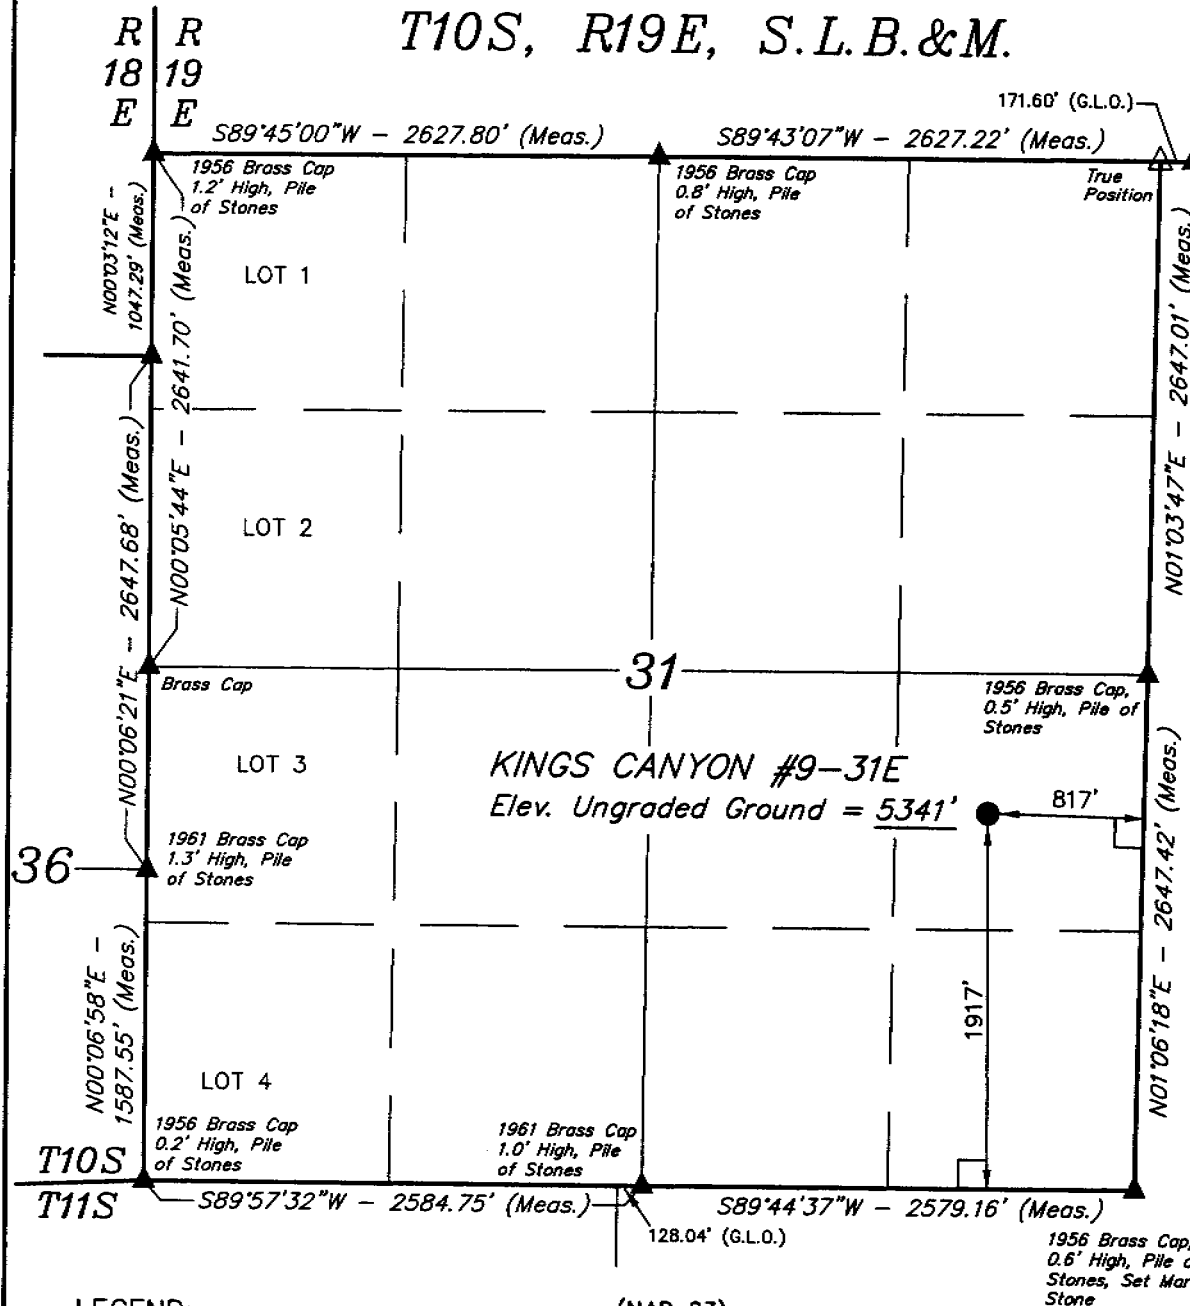 T10S, R19E, S.L.B.&M.
R R
18 19
E E
171.60' (G.L.O.)
S89°45'00"W - 2627.80' (Meas.)
S89°43'07"W - 2627.22' (Meas.)
1956 Brass Cap
1.2' High, Pile
of Stones
1956 Brass Cap
0.8' High, Pile
of Stones
True
Position
N00°03'12"E -
1047.29' (Meas.)
N00°05'44"E - 2641.70' (Meas.)
N01°03'47"E - 2647.01' (Meas.)
LOT 1
LOT 2
N00°06'21"E - 2647.68' (Meas.)
31
Brass Cap
1956 Brass Cap,
0.5' High, Pile of
Stones
LOT 3
KINGS CANYON #9-31E
Elev. Ungraded Ground = 5341'
817'
1961 Brass Cap
1.3' High, Pile
of Stones
36
N01°06'18"E - 2647.42' (Meas.)
1917'
N00°06'58"E -
1587.55' (Meas.)
LOT 4
1956 Brass Cap
0.2' High, Pile
of Stones
1961 Brass Cap
1.0' High, Pile
of Stones
T10S
T11S
S89°57'32"W - 2584.75' (Meas.)
S89°44'37"W - 2579.16' (Meas.)
128.04' (G.L.O.)
1956 Brass Cap,
0.6' High, Pile
Stones, Set
Stone
LEGEND:
(NAD 83)